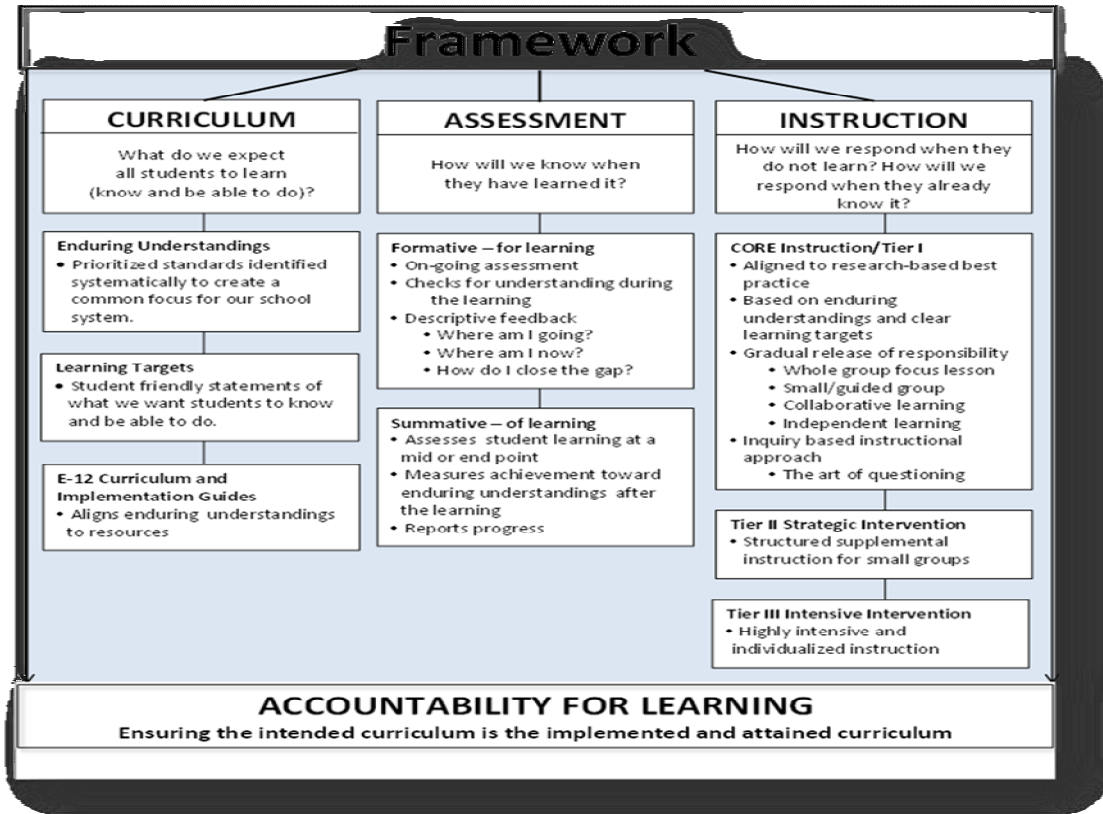 Framework
CURRICULUM
What do we expect
all students to learn
(know and be able to do)?
Enduring Understandings
• Prioritized standards identified
systematically to create a
common focus for our school
system.
Learning Targets
• Student friendly statements of
what we want students to know
and be able to do.
E-12 Curriculum and
Implementation Guides
• Aligns enduring understandings
to resources
ASSESSMENT
How will we know when
they have learned it?
Formative – for learning
• On-going assessment
• Checks for understanding during
the learning
• Descriptive feedback
• Where am I going?
• Where am I now?
• How do I close the gap?
Summative – of learning
• Assesses student learning at a
mid or end point
• Measures achievement toward
enduring understandings after
the learning
• Reports progress
INSTRUCTION
How will we respond when they
do not learn? How will we
respond when they already
know it?
CORE Instruction/Tier I
• Aligned to research-based best
practice
• Based on enduring
understandings and clear
learning targets
• Gradual release of responsibility
• Whole group focus lesson
• Small/guided group
• Collaborative learning
• Independent learning
• Inquiry based instructional
approach
• The art of questioning
Tier II Strategic Intervention
• Structured supplemental
instruction for small groups
Tier III Intensive Intervention
• Highly intensive and
individualized instruction
ACCOUNTABILITY FOR LEARNING
Ensuring the intended curriculum is the implemented and attained curriculum